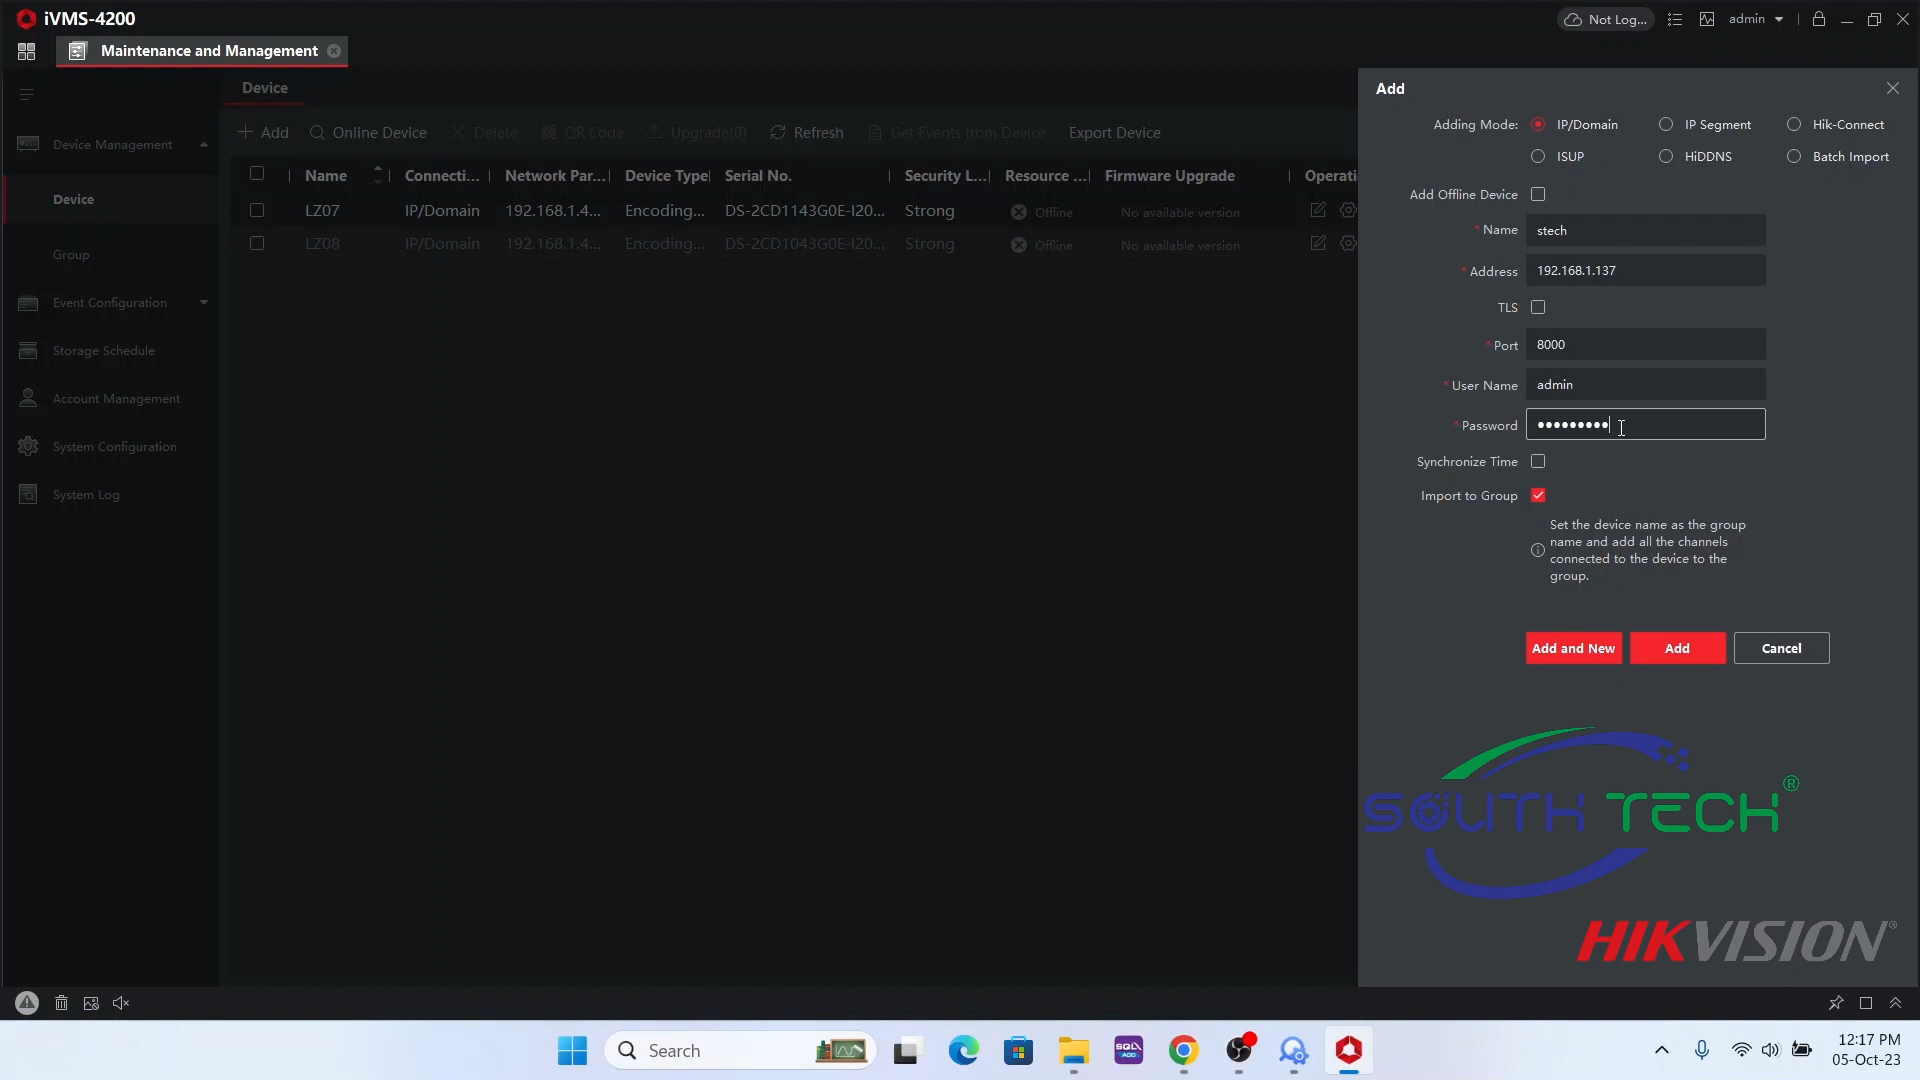 iVMS-4200
Not Log...
admin
Maintenance and Management
Device
Add
Online Device
Delete
QR Code
Upgrade(0)
Refresh
Get Events from Device
Export Device
Name
Connecti...
Network Par...
Device Type
Serial No.
Security L...
Resource ...
Firmware Upgrade
Operati
LZ07
IP/Domain
192.168.1.4...
Encoding...
DS-2CD1143G0E-I20...
Strong
Offline
No available version
LZ08
IP/Domain
192.168.1.4...
Encoding...
DS-2CD1043G0E-I20...
Strong
Offline
No available version
Device Management
Device
Group
Event Configuration
Storage Schedule
Account Management
System Configuration
System Log
Add
Adding Mode:
IP/Domain
IP Segment
Hik-Connect
ISUP
HiDDNS
Batch Import
Add Offline Device
* Name
stech
* Address
192.168.1.137
TLS
* Port
8000
* User Name
admin
* Password
•••••••••
Synchronize Time
Import to Group
Set the device name as the group
name and add all the channels
connected to the device to the
group.
Add and New
Add
Cancel
SOUTH TECH®
HIKVISION®
Search
SQL
ACC
12:17 PM
05-Oct-23